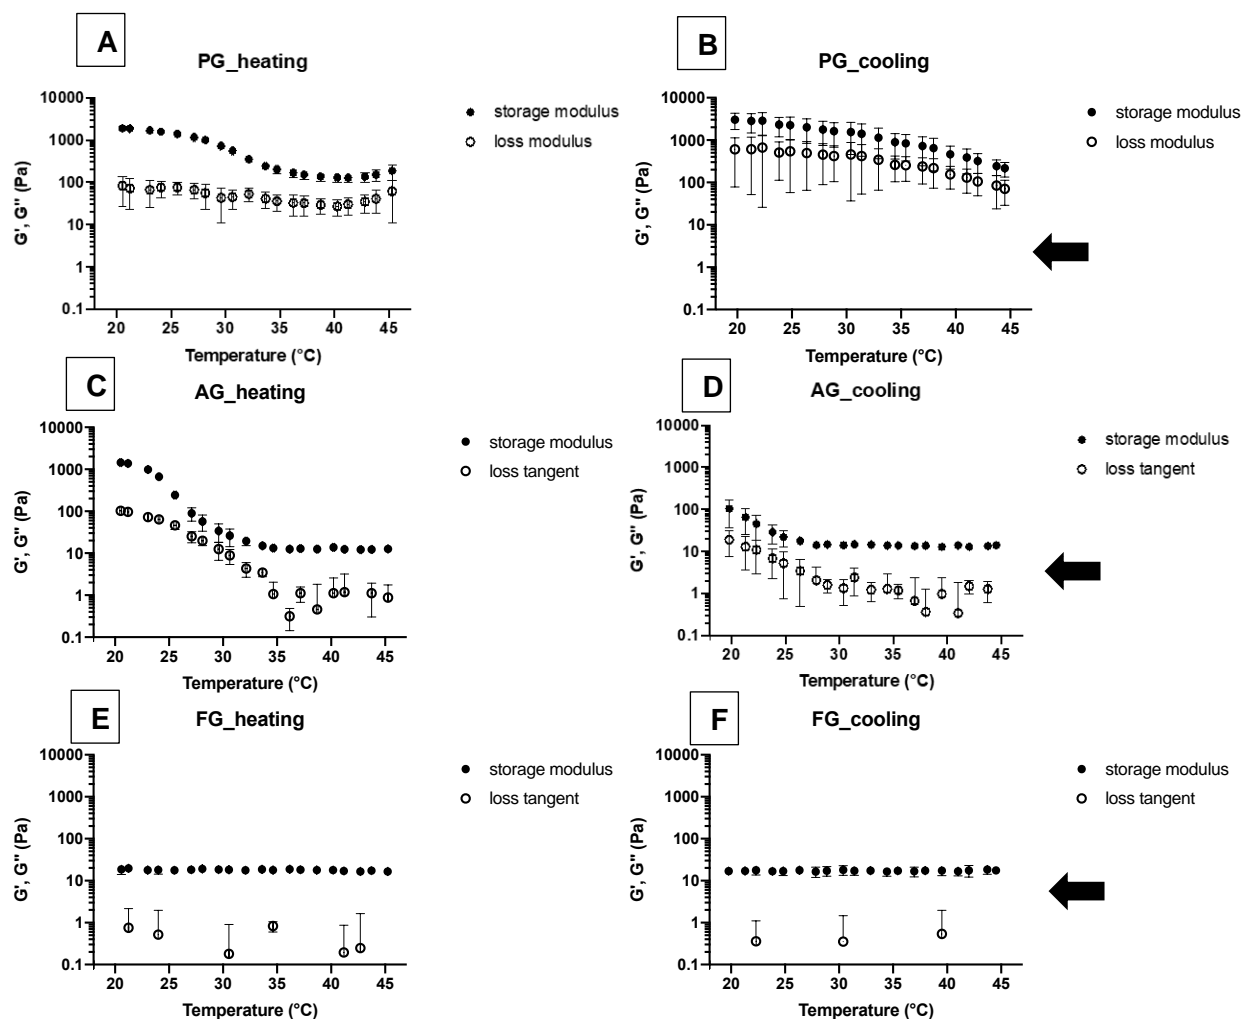 A
PG_heating
10000
1000
100
10
1
0.1
G', G'' (Pa)
20 25 30 35 40 45
Temperature (°C)
storage modulus
loss modulus
B
PG_cooling
10000
1000
100
10
1
0.1
G', G'' (Pa)
20 25 30 35 40 45
Temperature (°C)
storage modulus
loss modulus
C
AG_heating
10000
1000
100
10
1
0.1
G', G'' (Pa)
20 25 30 35 40 45
Temperature (°C)
storage modulus
loss tangent
D
AG_cooling
10000
1000
100
10
1
0.1
G', G'' (Pa)
20 25 30 35 40 45
Temperature (°C)
storage modulus
loss tangent
E
FG_heating
10000
1000
100
10
1
0.1
G', G'' (Pa)
20 25 30 35 40 45
Temperature (°C)
storage modulus
loss tangent
F
FG_cooling
10000
1000
100
10
1
0.1
G', G'' (Pa)
20 25 30 35 40 45
Temperature (°C)
storage modulus
loss tangent